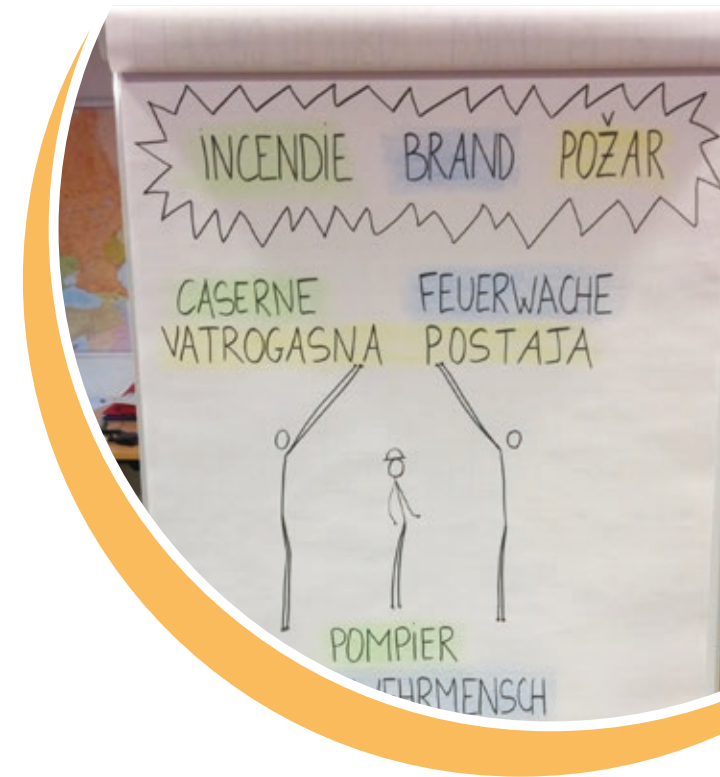 INCENDIE BRAND POŽAR
CASERNE FEUERWACHE
VATROGASNA POSTAJA
POMPIER